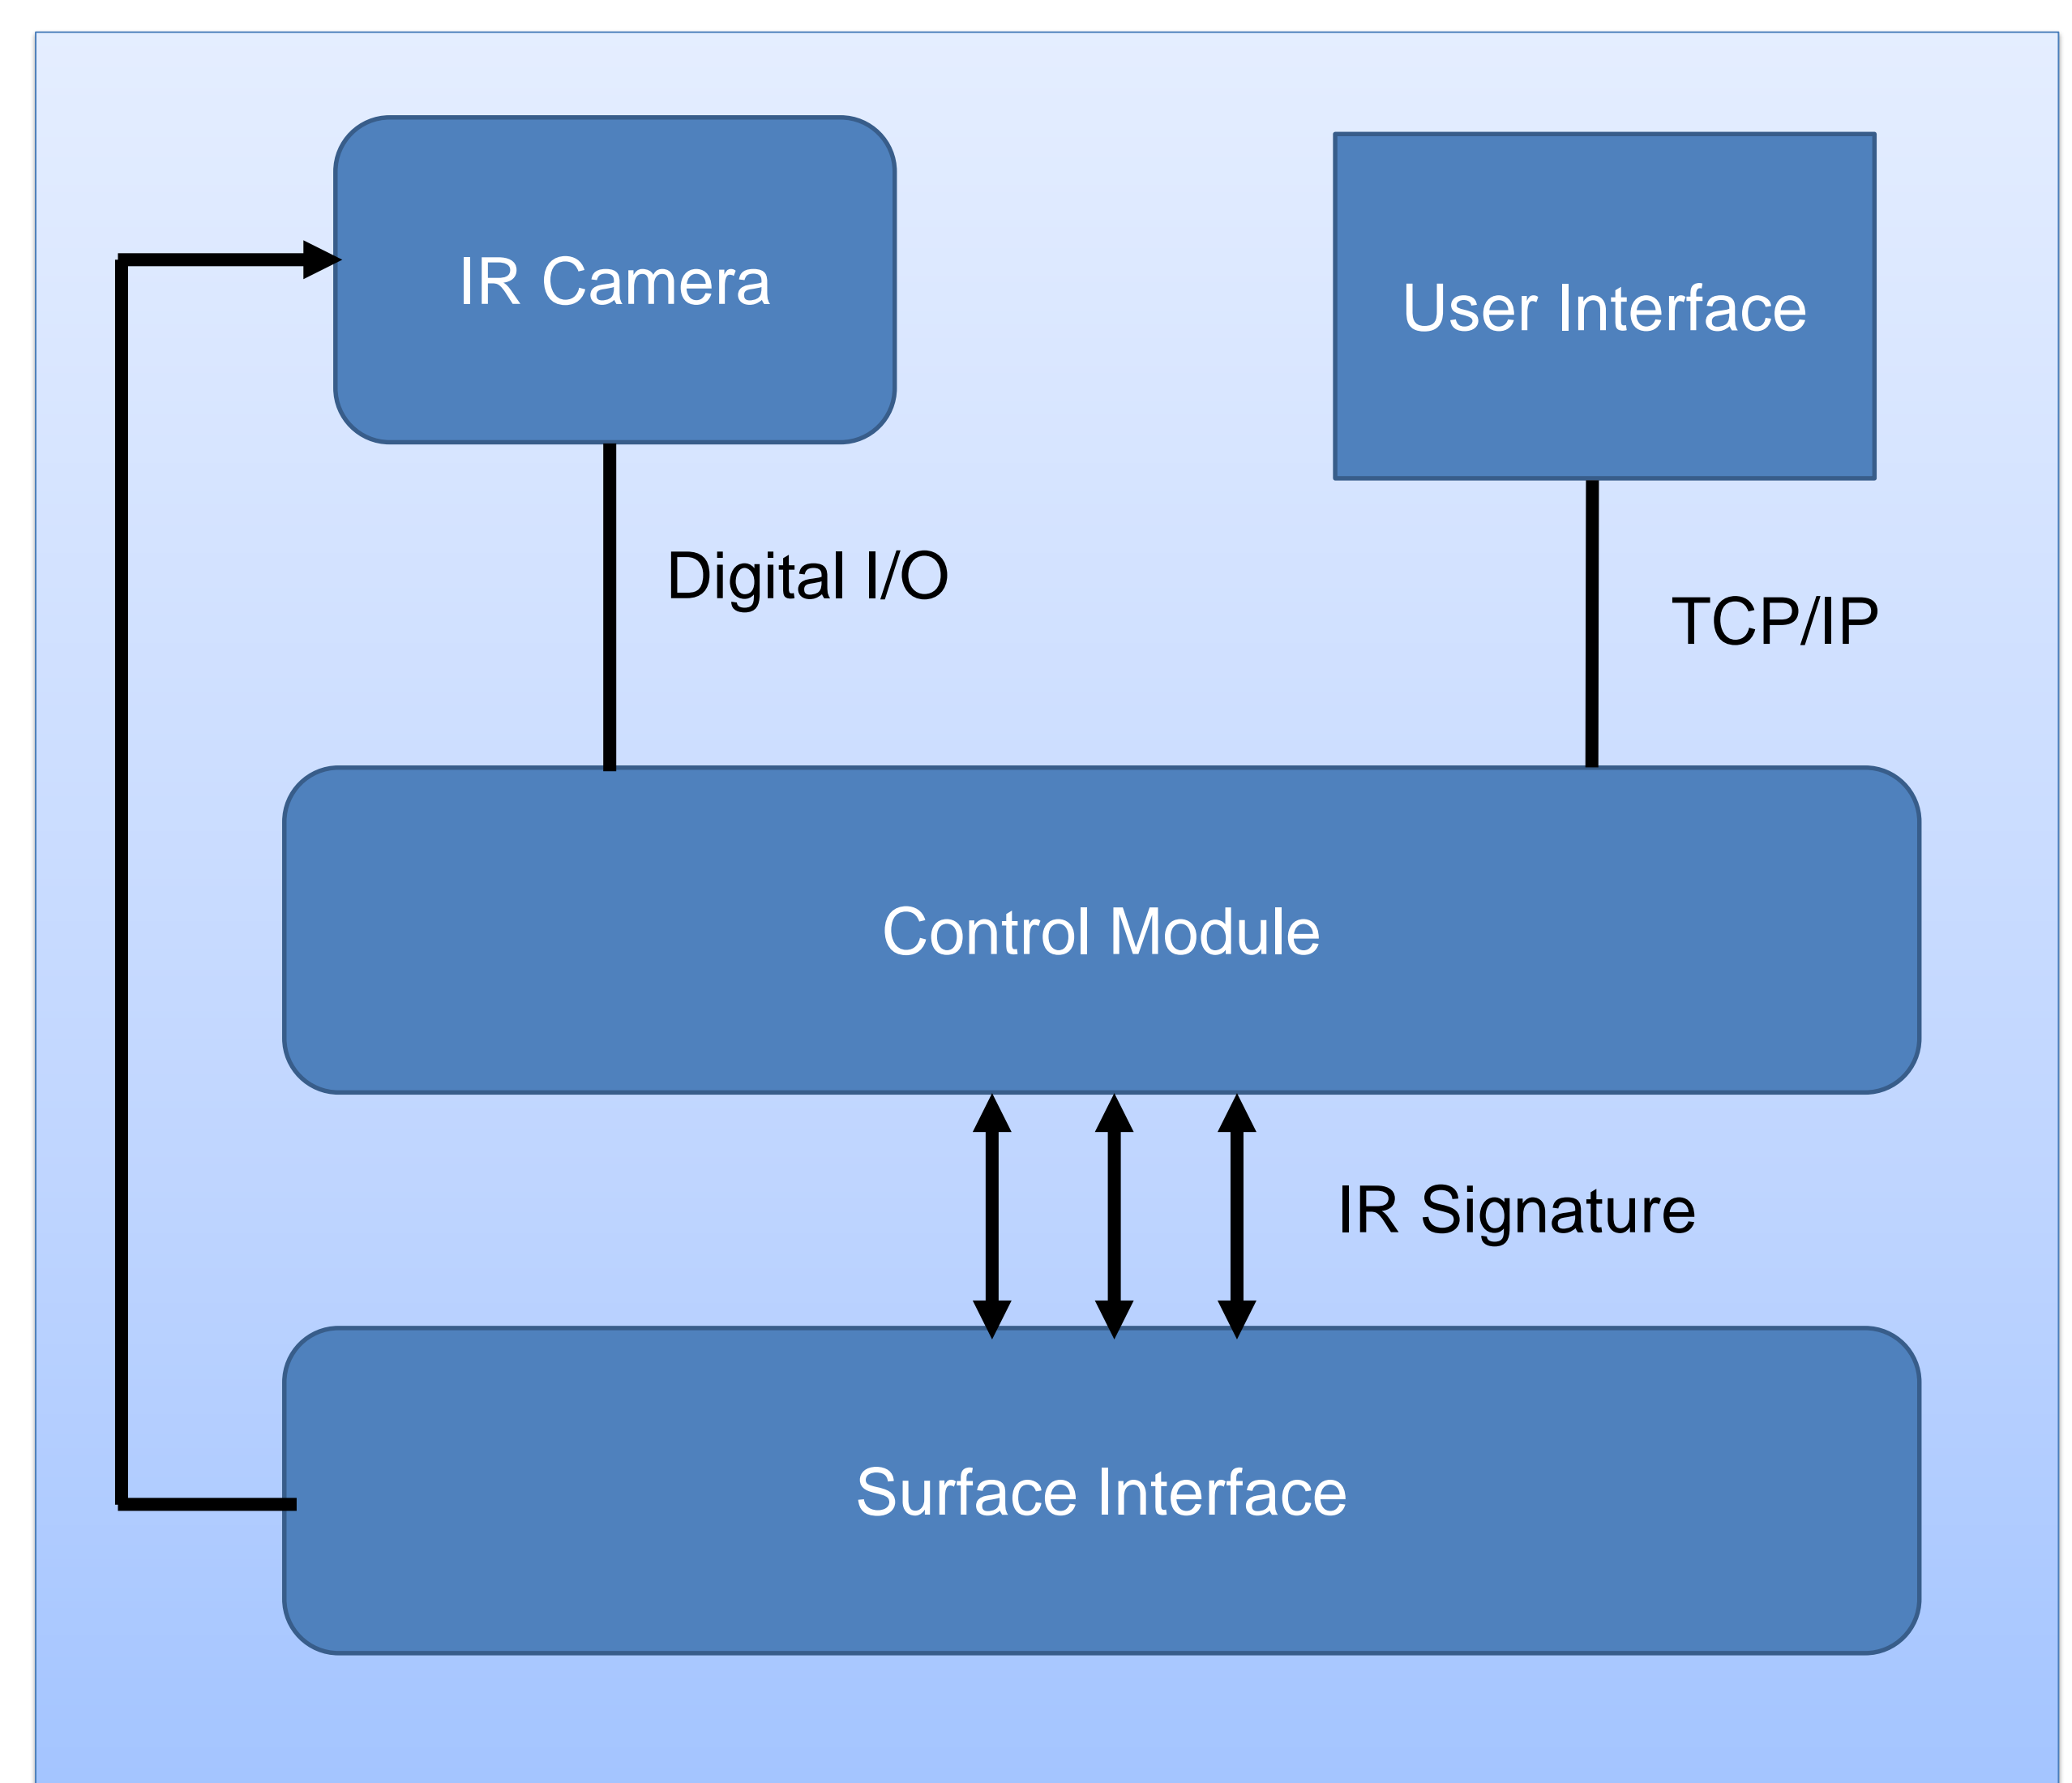 IR Camera
User Interface
Digital I/O
TCP/IP
Control Module
IR Signature
Surface Interface